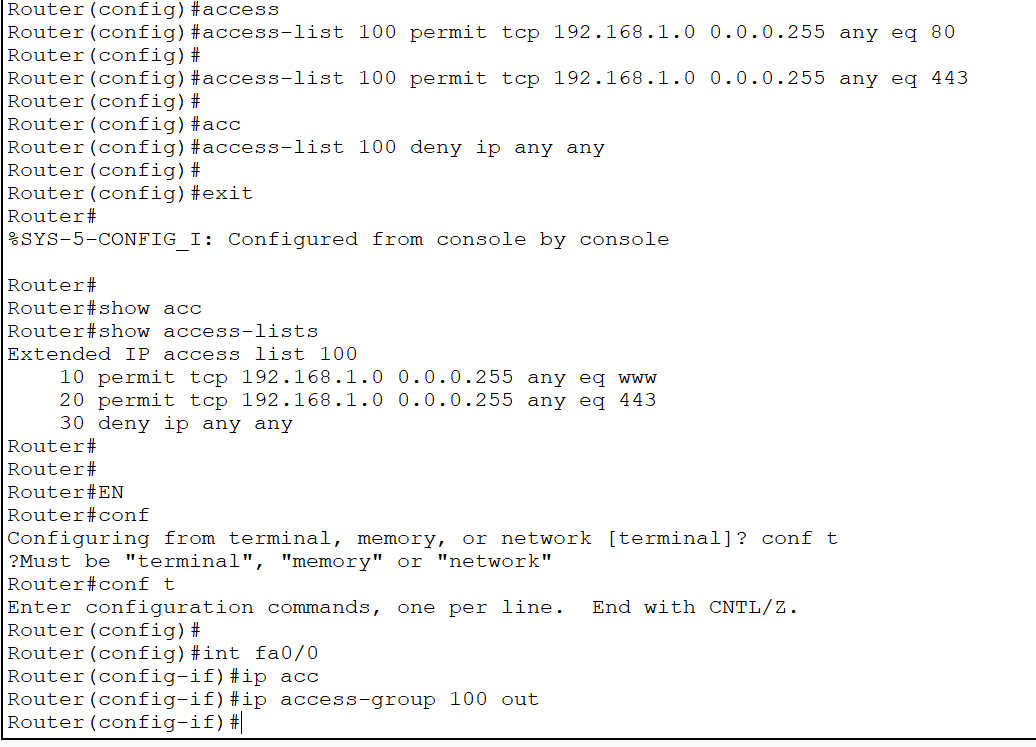 Router(config)#access
Router(config)#access-list 100 permit tcp 192.168.1.0 0.0.0.255 any eq 80
Router(config)#
Router(config)#access-list 100 permit tcp 192.168.1.0 0.0.0.255 any eq 443
Router(config)#
Router(config)#acc
Router(config)#access-list 100 deny ip any any
Router(config)#
Router(config)#exit
Router#
%SYS-5-CONFIG_I: Configured from console by console
Router#
Router#show acc
Router#show access-lists
Extended IP access list 100
    10 permit tcp 192.168.1.0 0.0.0.255 any eq www
    20 permit tcp 192.168.1.0 0.0.0.255 any eq 443
    30 deny ip any any
Router#
Router#
Router#EN
Router#conf
Configuring from terminal, memory, or network [terminal]? conf t
?Must be "terminal", "memory" or "network"
Router#conf t
Enter configuration commands, one per line.  End with CNTL/Z.
Router(config)#
Router(config)#int fa0/0
Router(config-if)#ip acc
Router(config-if)#ip access-group 100 out
Router(config-if)#